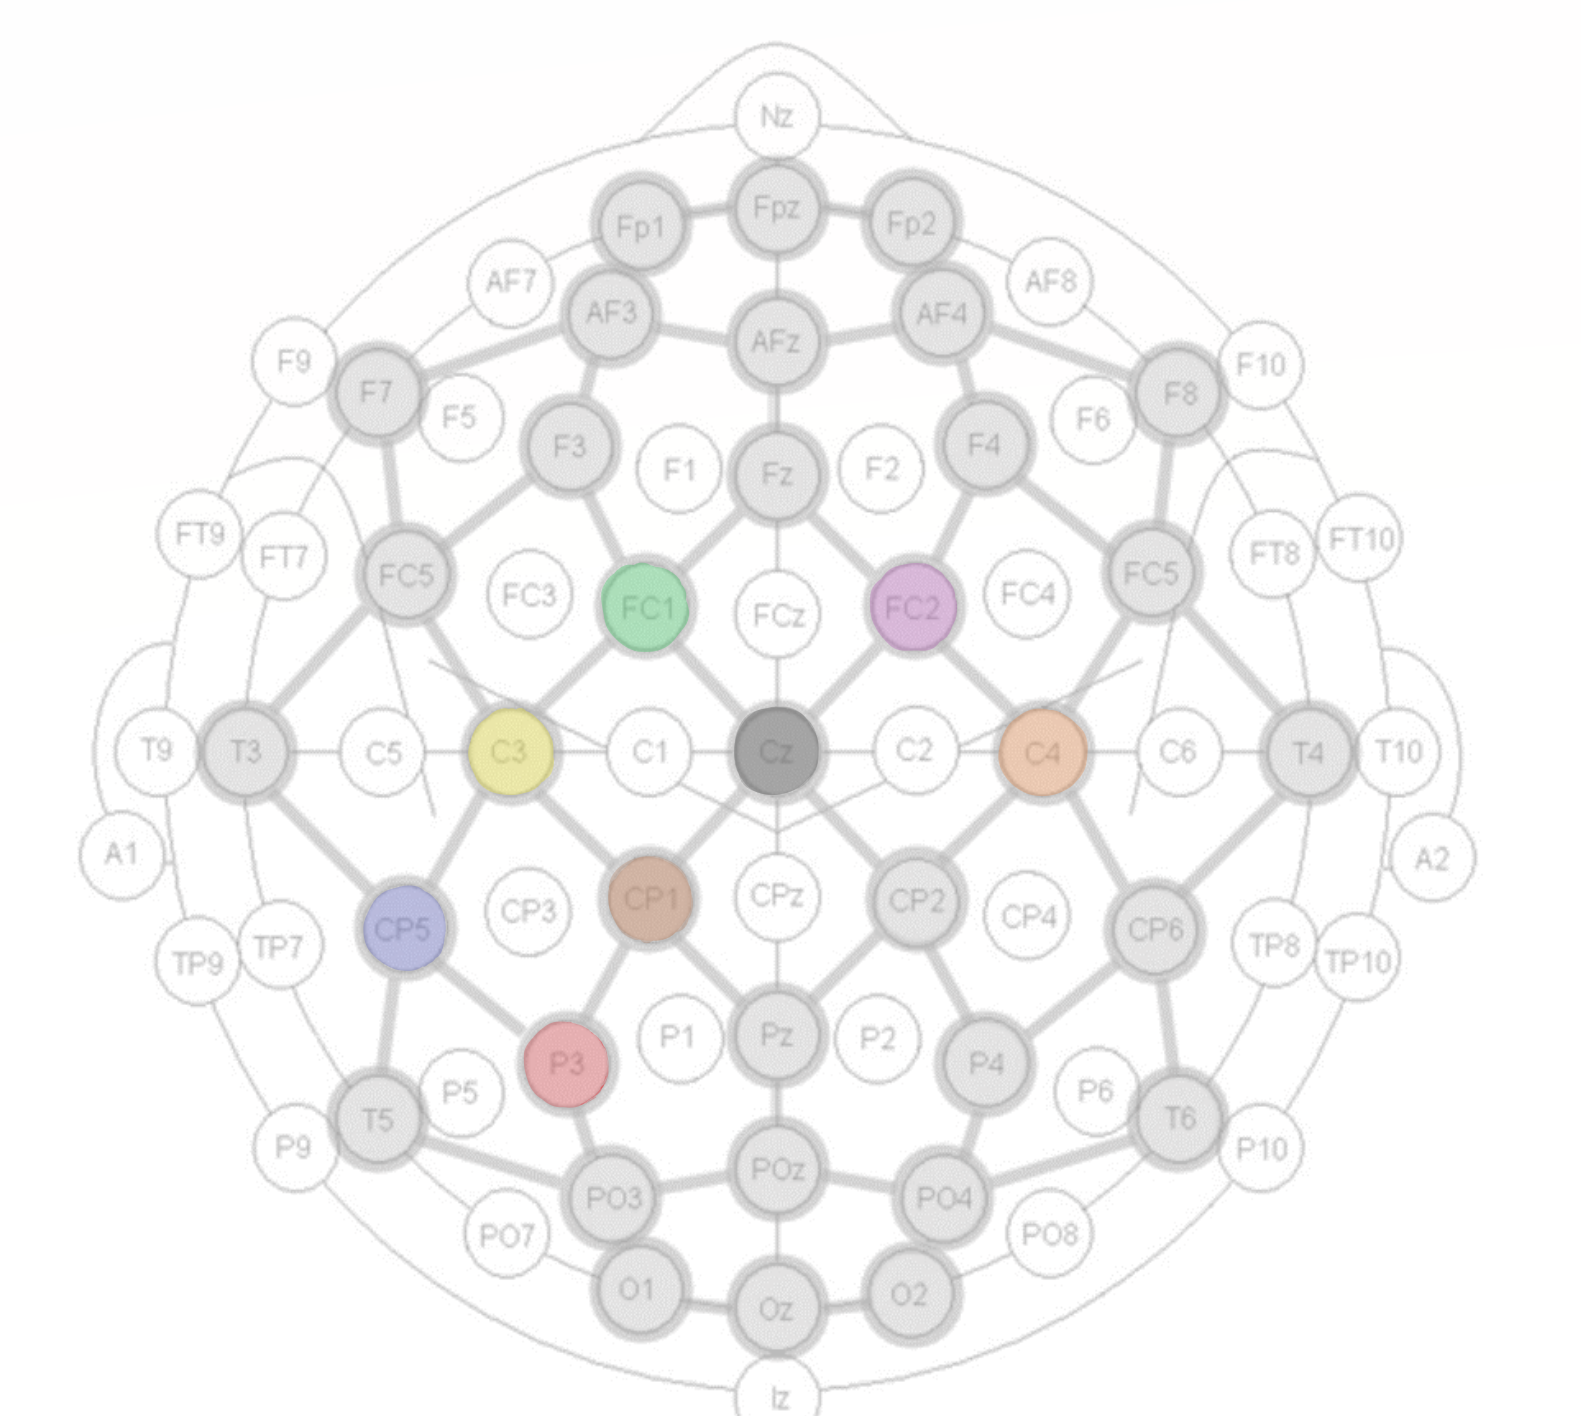 Nz
Fp1 Fpz Fp2
AF7 AF8
AF3 AFz AF4
F9 F10
F7 F5 F3 F1 Fz F2 F4 F6 F8
FT9 FT7 FT8 FT10
FC5 FC3 FC1 FCz FC2 FC4 FC5
T9 T3 C5 C3 C1 Cz C2 C4 C6 T4 T10
A1 A2
CP5 CP3 CP1 CPz CP2 CP4 CP6
TP9 TP7 TP8 TP10
P9 T5 P5 P3 P1 Pz P2 P4 P6 T6 P10
PO7 PO3 POz PO4 PO8
O1 Oz O2
Iz